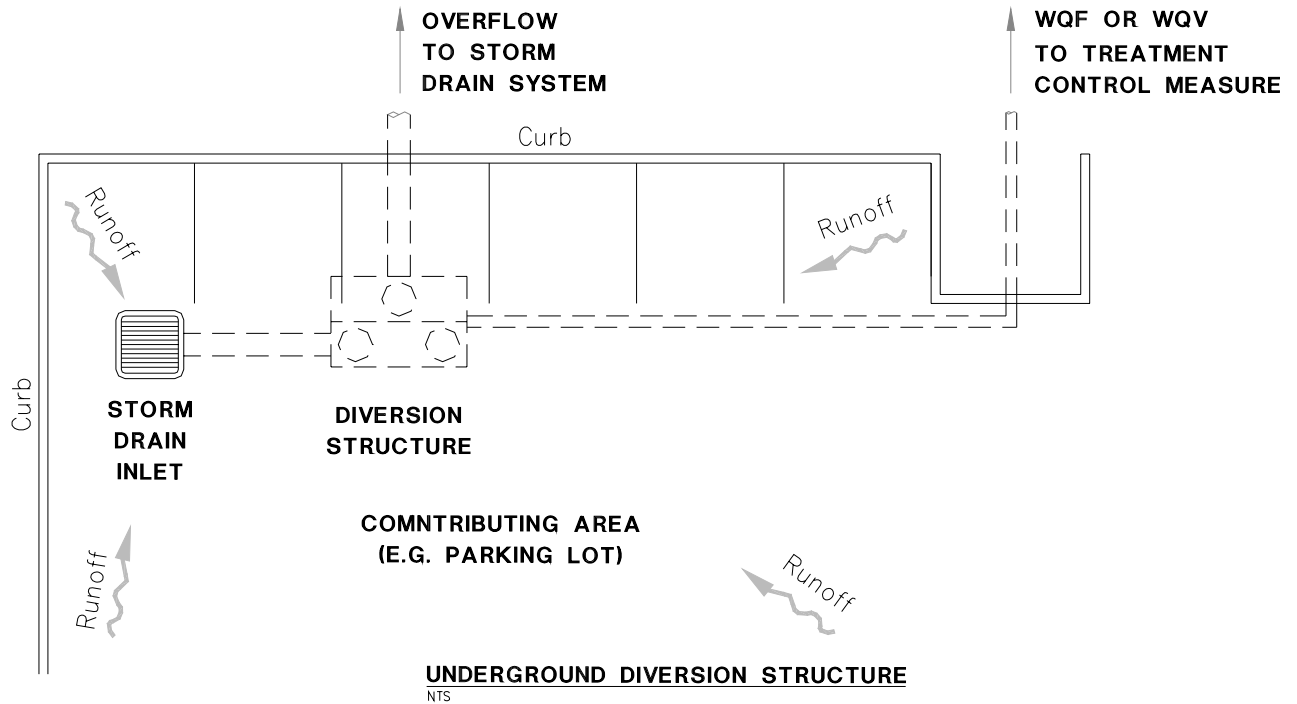 OVERFLOW
TO STORM
DRAIN SYSTEM
WQF OR WQV
TO TREATMENT
CONTROL MEASURE
Curb
Runoff
Runoff
Curb
STORM
DRAIN
INLET
DIVERSION
STRUCTURE
COMNTRIBUTING AREA
(E.G. PARKING LOT)
Runoff
Runoff
UNDERGROUND DIVERSION STRUCTURE
NTS